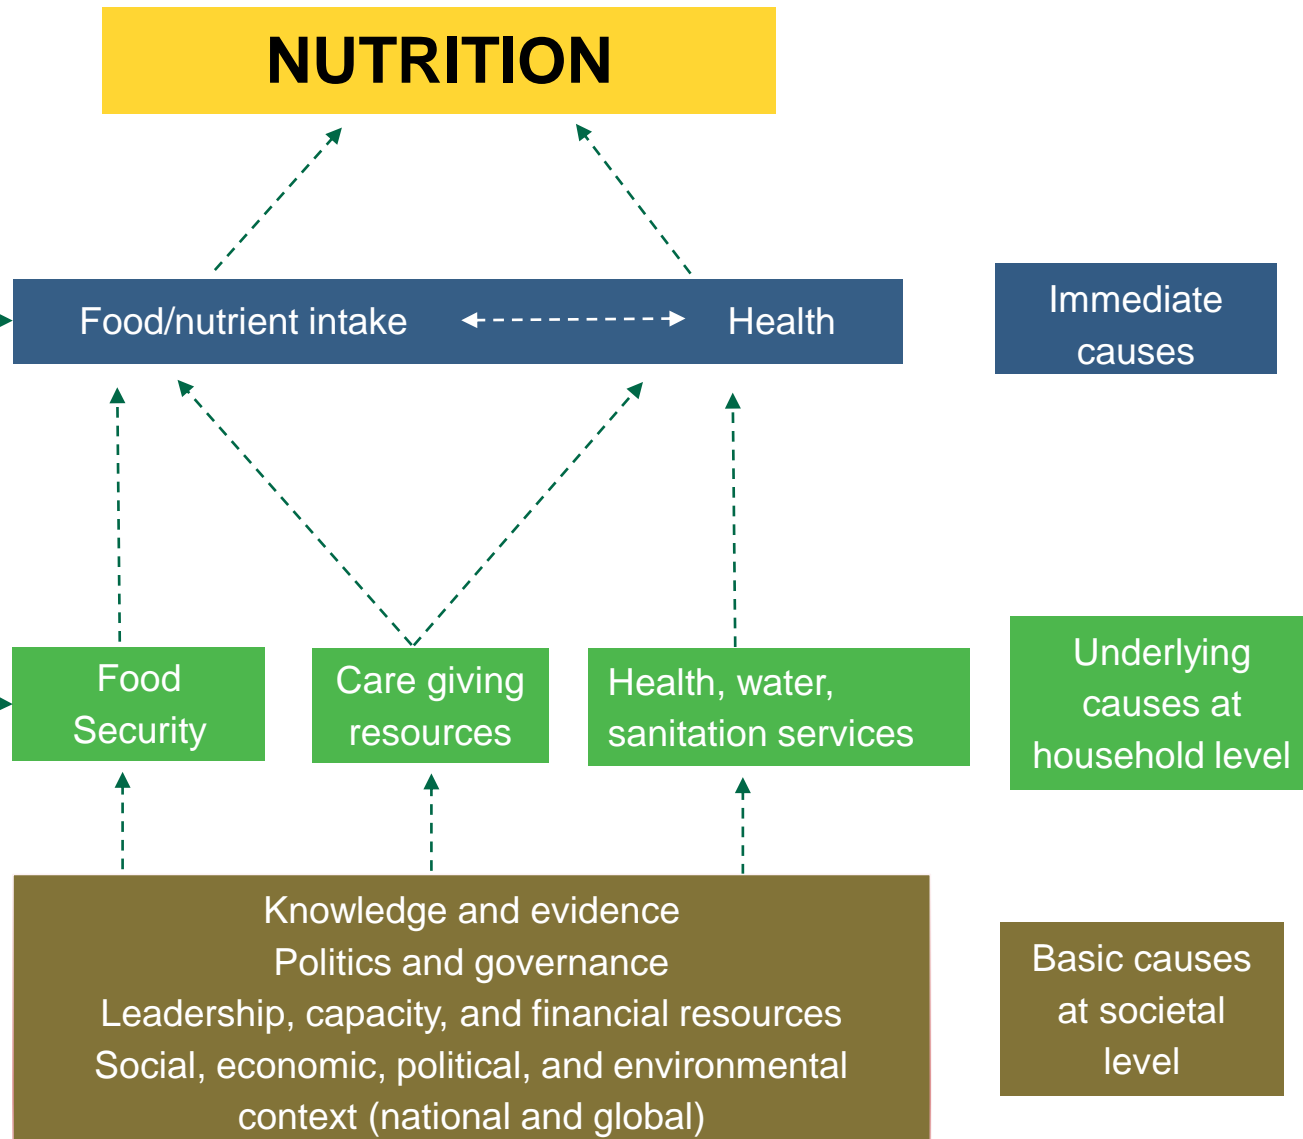 NUTRITION
Food/nutrient intake
Health
Immediate
causes
Food
Security
Care giving
resources
Health, water,
sanitation services
Underlying
causes at
household level
Knowledge and evidence
Politics and governance
Leadership, capacity, and financial resources
Social, economic, political, and environmental
context (national and global)
Basic causes
at societal
level